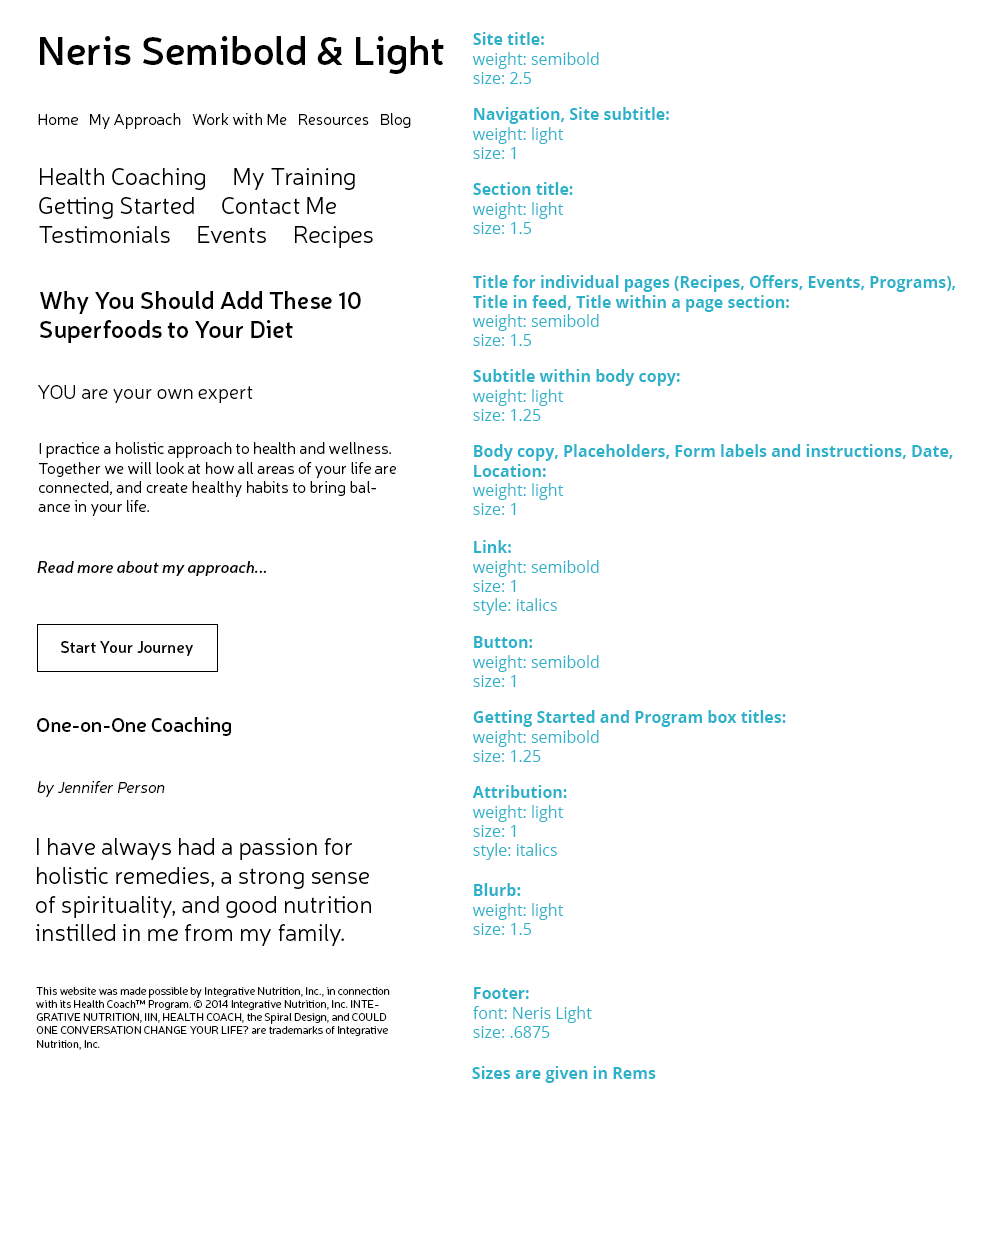 Neris Semibold & Light
Site title:
weight: semibold
size: 2.5
Home My Approach Work with Me Resources Blog
Navigation, Site subtitle:
weight: light
size: 1
Health Coaching My Training
Getting Started Contact Me
Testimonials Events Recipes
Section title:
weight: light
size: 1.5
Why You Should Add These 10
Superfoods to Your Diet
Title for individual pages (Recipes, Offers, Events, Programs),
Title in feed, Title within a page section:
weight: semibold
size: 1.5
YOU are your own expert
Subtitle within body copy:
weight: light
size: 1.25
I practice a holistic approach to health and wellness.
Together we will look at how all areas of your life are
connected, and create healthy habits to bring bal-
ance in your life.
Body copy, Placeholders, Form labels and instructions, Date,
Location:
weight: light
size: 1
Read more about my approach...
Link:
weight: semibold
size: 1
style: italics
Start Your Journey
Button:
weight: semibold
size: 1
One-on-One Coaching
Getting Started and Program box titles:
weight: semibold
size: 1.25
by Jennifer Person
Attribution:
weight: light
size: 1
style: italics
I have always had a passion for
holistic remedies, a strong sense
of spirituality, and good nutrition
instilled in me from my family.
Blurb:
weight: light
size: 1.5
This website was made possible by Integrative Nutrition, Inc., in connection
with its Health Coach™ Program. © 2014 Integrative Nutrition, Inc. INTE-
GRATIVE NUTRITION, IIN, HEALTH COACH, the Spiral Design, and COULD
ONE CONVERSATION CHANGE YOUR LIFE? are trademarks of Integrative
Nutrition, Inc.
Footer:
font: Neris Light
size: .6875
Sizes are given in Rems